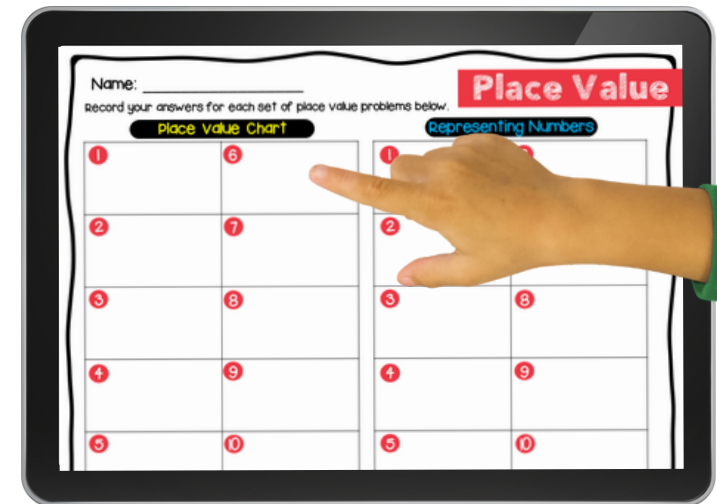 Name:
Place Value
Record your answers for each set of place value problems below.
Place Value Chart
Representing Numbers
1 6
2 7
3 8
4 9
5 10
1
2
3 8
4 9
5 10